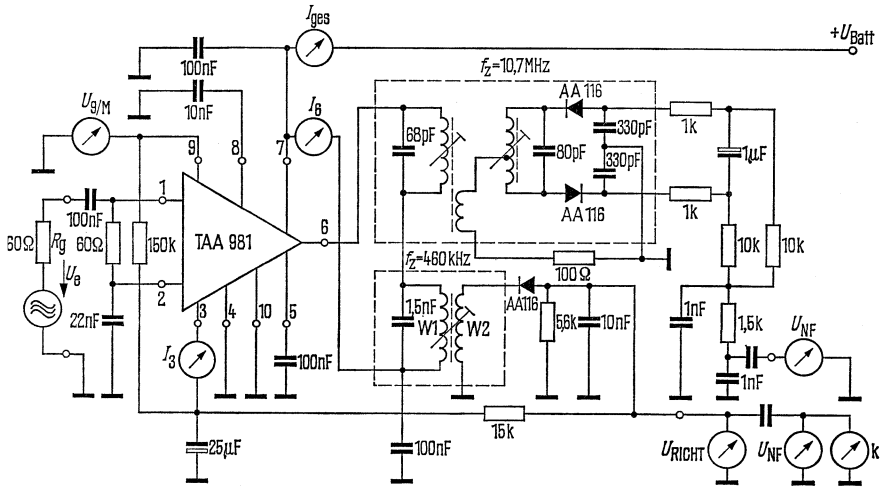 I_ges
+U_Batt
100nF
10nF
f_Z=10,7MHz
AA 116
U_9/M
I_6
9
8
7
68pF
80pF
330pF
330pF
1k
1µF
1
100nF
60Ω
R_g
60Ω
150k
TAA 981
6
AA 116
1k
U_e
2
f_Z=460kHz
100Ω
10k
10k
22nF
3
4
10
5
1,5nF
W1
W2
AA116
5,6k
10nF
1nF
1,5k
U_NF
I_3
100nF
1nF
15k
25µF
100nF
U_RICHT
U_NF
k